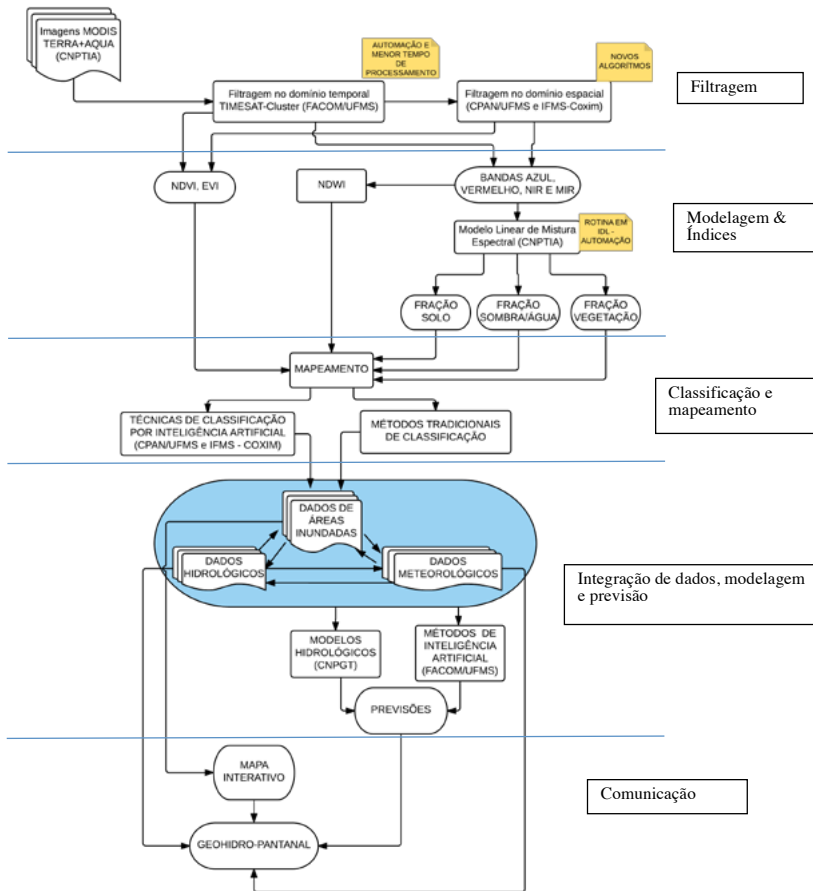 Imagens MODIS
TERRA+AQUA
(CNPTIA)
AUTOMAÇÃO E
MENOR TEMPO
DE
PROCESSAMENTO
NOVOS
ALGORÍTMOS
Filtragem no domínio temporal
TIMESAT-Cluster (FACOM/UFMS)
Filtragem no domínio espacial
(CPAN/UFMS e IFMS-Coxim)
Filtragem
NDVI, EVI
NDWI
BANDAS AZUL,
VERMELHO, NIR E MIR
Modelo Linear de Mistura
Espectral (CNPTIA)
ROTINA EM
IDL -
AUTOMAÇÃO
Modelagem &
Índices
FRAÇÃO
SOLO
FRAÇÃO
SOMBRA/ÁGUA
FRAÇÃO
VEGETAÇÃO
MAPEAMENTO
Classificação e
mapeamento
TÉCNICAS DE CLASSIFICAÇÃO
POR INTELIGÊNCIA ARTIFICIAL
(CPAN/UFMS e IFMS - COXIM)
MÉTODOS TRADICIONAIS
DE CLASSIFICAÇÃO
DADOS DE
ÁREAS
INUNDADAS
DADOS
HIDROLÓGICOS
DADOS
METEOROLÓGICOS
Integração de dados, modelagem
e previsão
MODELOS
HIDROLÓGICOS
(CNPGT)
MÉTODOS DE
INTELIGÊNCIA
ARTIFICIAL
(FACOM/UFMS)
PREVISÕES
MAPA
INTERATIVO
Comunicação
GEOHIDRO-PANTANAL